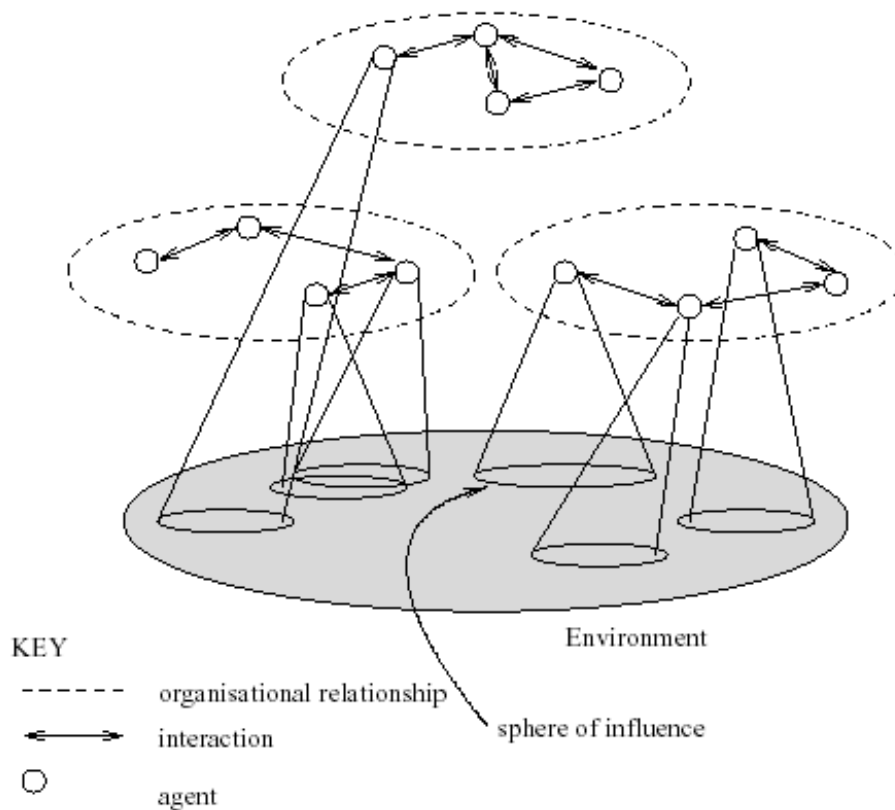 Environment
KEY
organisational relationship
sphere of influence
interaction
agent